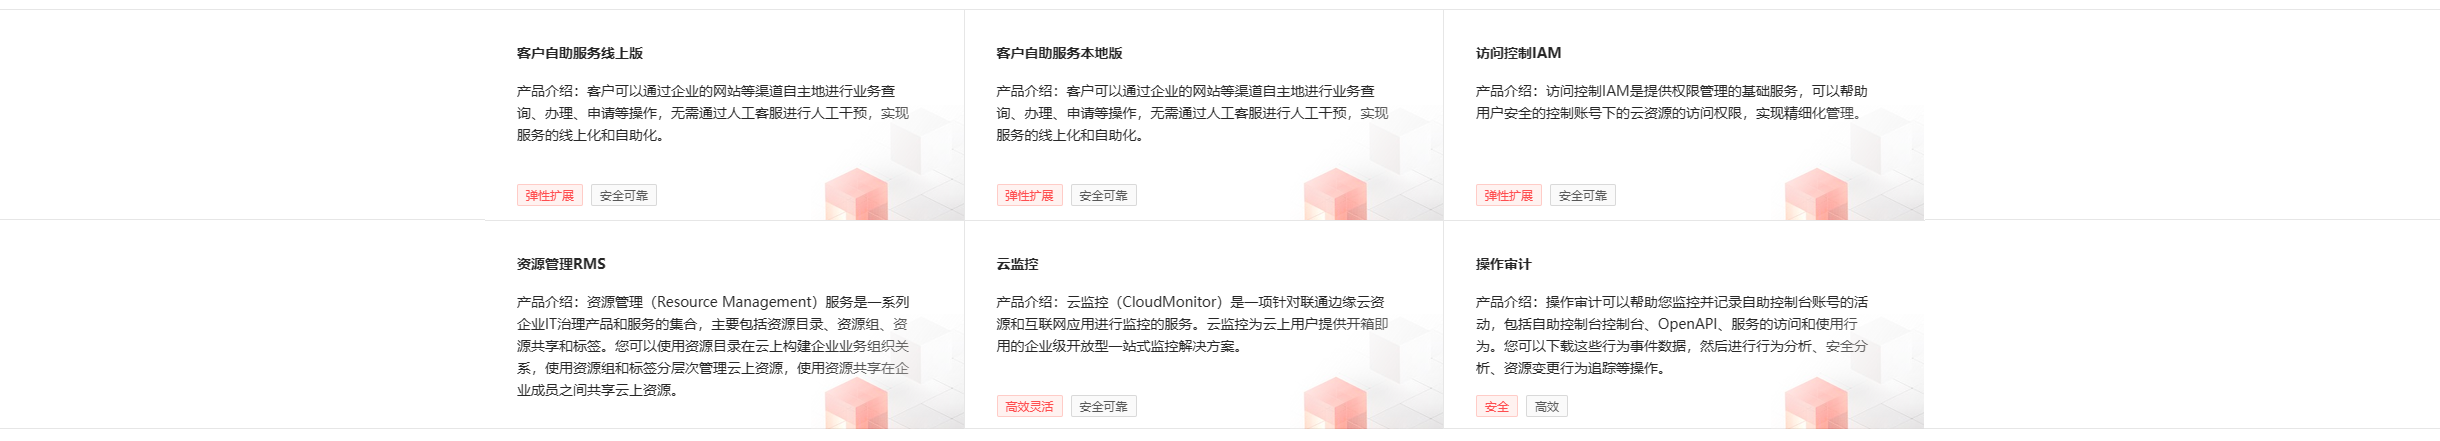 客户自助服务线上版
产品介绍：客户可以通过企业的网站等渠道自主地进行业务查
询、办理、申请等操作，无需通过人工客服进行人工干预，实现
服务的线上化和自助化。
弹性扩展 安全可靠
客户自助服务本地版
产品介绍：客户可以通过企业的网站等渠道自主地进行业务查
询、办理、申请等操作，无需通过人工客服进行人工干预，实现
服务的线上化和自助化。
弹性扩展 安全可靠
访问控制IAM
产品介绍：访问控制IAM是提供权限管理的基础服务，可以帮助
用户安全的控制账号下的云资源的访问权限，实现精细化管理。
弹性扩展 安全可靠
资源管理RMS
产品介绍：资源管理（Resource Management）服务是一系列
企业IT治理产品和服务的集合，主要包括资源目录、资源组、资
源共享和标签。您可以使用资源目录在云上构建企业业务组织关
系，使用资源组和标签分层次管理云上资源，使用资源共享在企
业成员之间共享云上资源。
云监控
产品介绍：云监控（CloudMonitor）是一项针对联通边缘云资
源和互联网应用进行监控的服务。云监控为云上用户提供开箱即
用的企业级开放型一站式监控解决方案。
高效灵活 安全可靠
操作审计
产品介绍：操作审计可以帮助您监控并记录自助控制台账号的活
动，包括自助控制台控制台、OpenAPI、服务的访问和使用行
为。您可以下载这些行为事件数据，然后进行行为分析、安全分
析、资源变更行为追踪等操作。
安全 高效